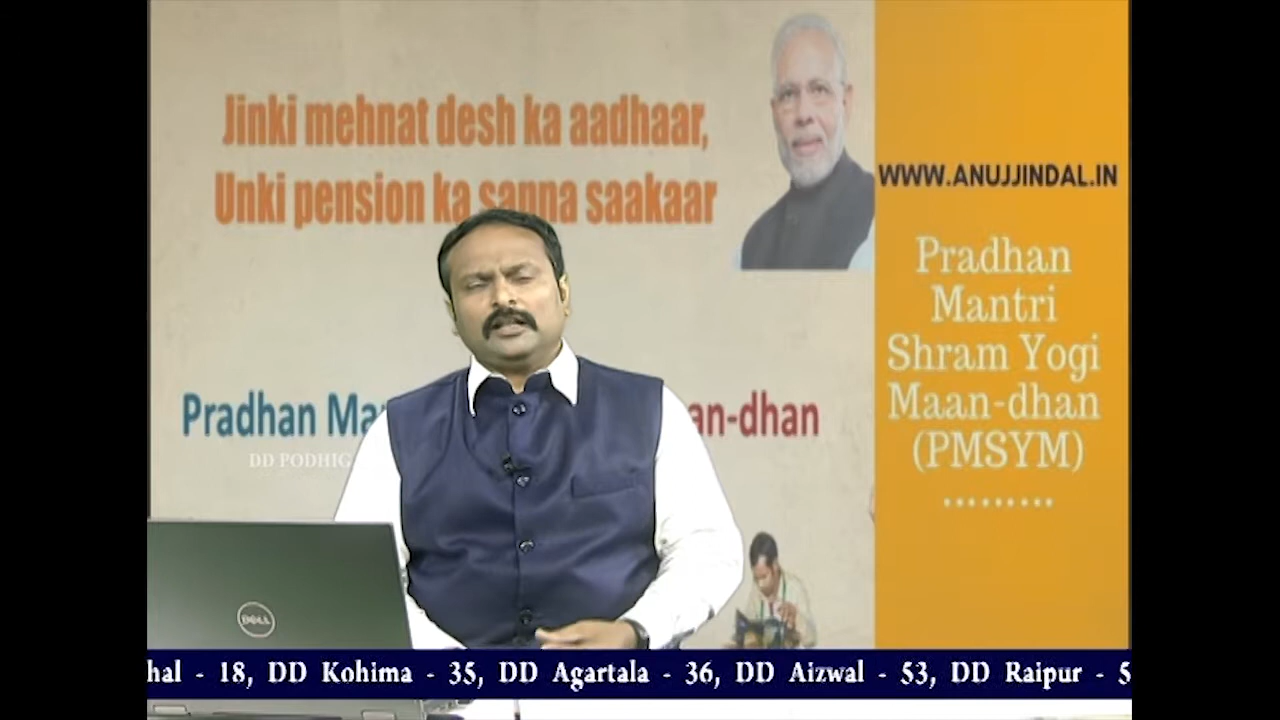 Jinki mehnat desh ka aadhaar,
Unki pension ka sapna saakaar
WWW.ANUJJINDAL.IN
Pradhan
Mantri
Shram Yogi
Maan-dhan
(PMSYM)
Pradhan Ma an-dhan
DD PODHIG
DELL
hal - 18, DD Kohima - 35, DD Agartala - 36, DD Aizwal - 53, DD Raipur - 5